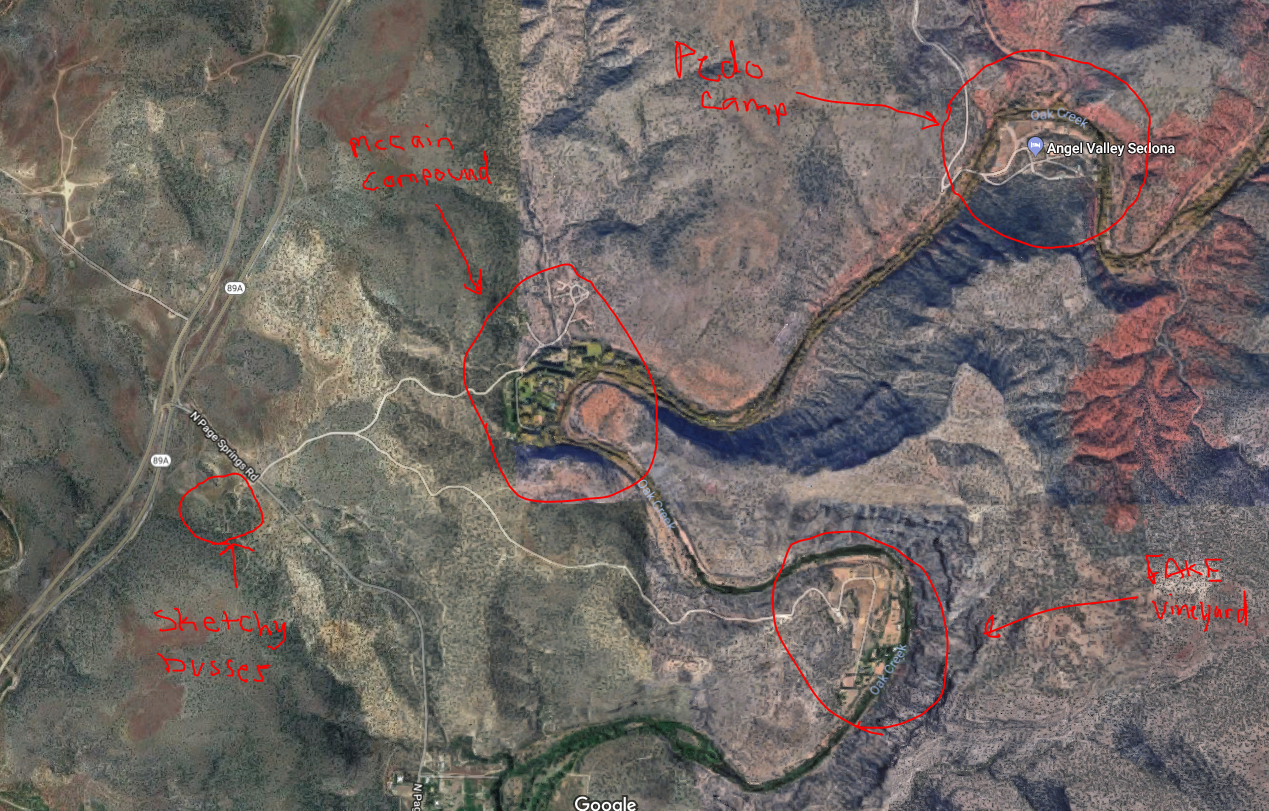 Pedo
camp
Oak Creek
Angel Valley Sedona
McCain
compound
89A
N Page Springs Rd
89A
Oak Creek
Sketchy
busses
FAKE
Vineyard
Oak Creek
N Pag
Google